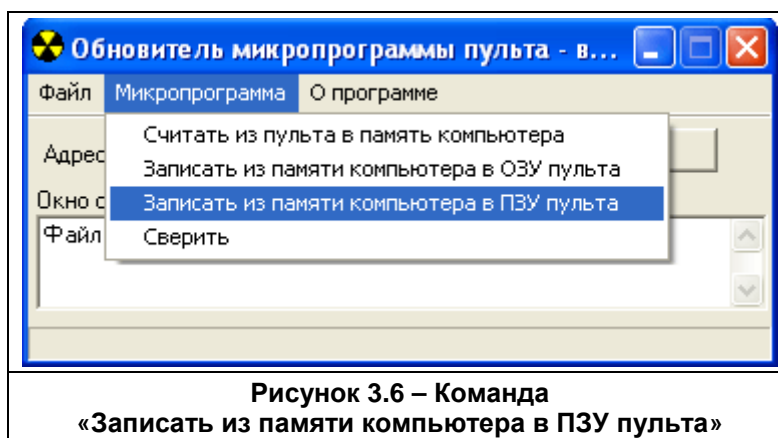 Обновитель микропрограммы пульта - в...
Файл Микропрограмма О программе
Адрес
Считать из пульта в память компьютера
Записать из памяти компьютера в ОЗУ пульта
Окно с
Записать из памяти компьютера в ПЗУ пульта
Файл
Сверить
Рисунок 3.6 – Команда
«Записать из памяти компьютера в ПЗУ пульта»